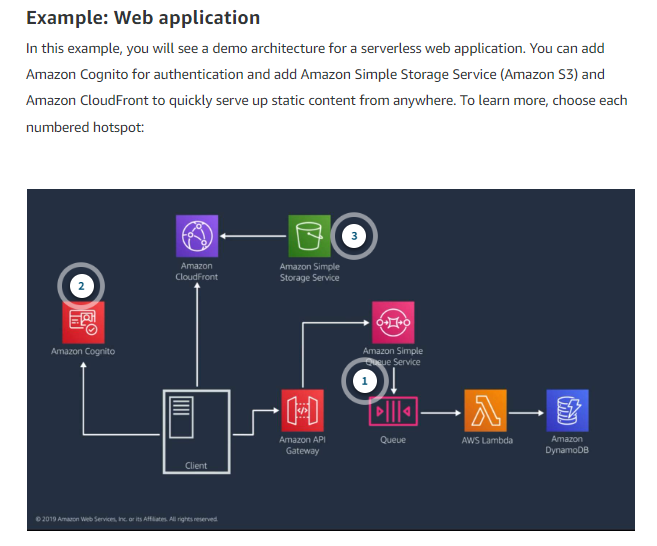 Example: Web application
In this example, you will see a demo architecture for a serverless web application. You can add
Amazon Cognito for authentication and add Amazon Simple Storage Service (Amazon S3) and
Amazon CloudFront to quickly serve up static content from anywhere. To learn more, choose each
numbered hotspot:
3
Amazon
CloudFront
Amazon Simple
Storage Service
2
Amazon Cognito
Amazon Simple
Queue Service
1
Client
Amazon API
Gateway
Queue
AWS Lambda
Amazon
DynamoDB
© 2019 Amazon Web Services, Inc. or its Affiliates. All rights reserved.